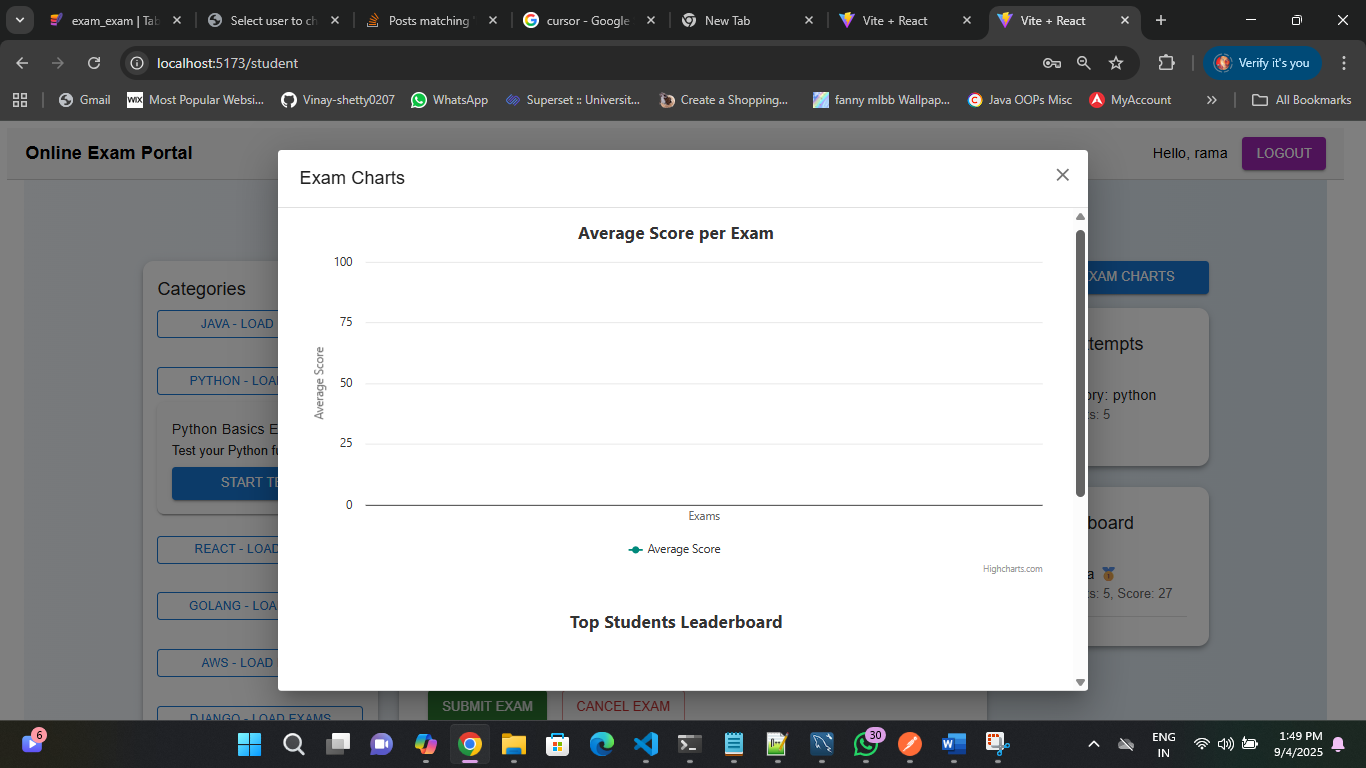 exam_exam | Tab
Select user to ch
Posts matching
cursor - Google
New Tab
Vite + React
Vite + React
localhost:5173/student
Verify it's you
Gmail
WIX Most Popular Websi...
Vinay-shetty0207
WhatsApp
Superset :: Universit...
Create a Shopping...
fanny mlbb Wallpap...
Java OOPs Misc
MyAccount
All Bookmarks
Online Exam Portal
Hello, rama
LOGOUT
Exam Charts
Average Score per Exam
100
75
50
25
0
Average Score
Exams
Average Score
Highcharts.com
Top Students Leaderboard
Categories
JAVA - LOAD
PYTHON - LOA
Python Basics E
Test your Python fu
START TE
REACT - LOAD
GOLANG - LOA
AWS - LOAD
DJANGO - LOAD EXAMS
SUBMIT EXAM
CANCEL EXAM
XAM CHARTS
tempts
ory: python
s: 5
board
a
s: 5, Score: 27
6
30
ENG
IN
1:49 PM
9/4/2025